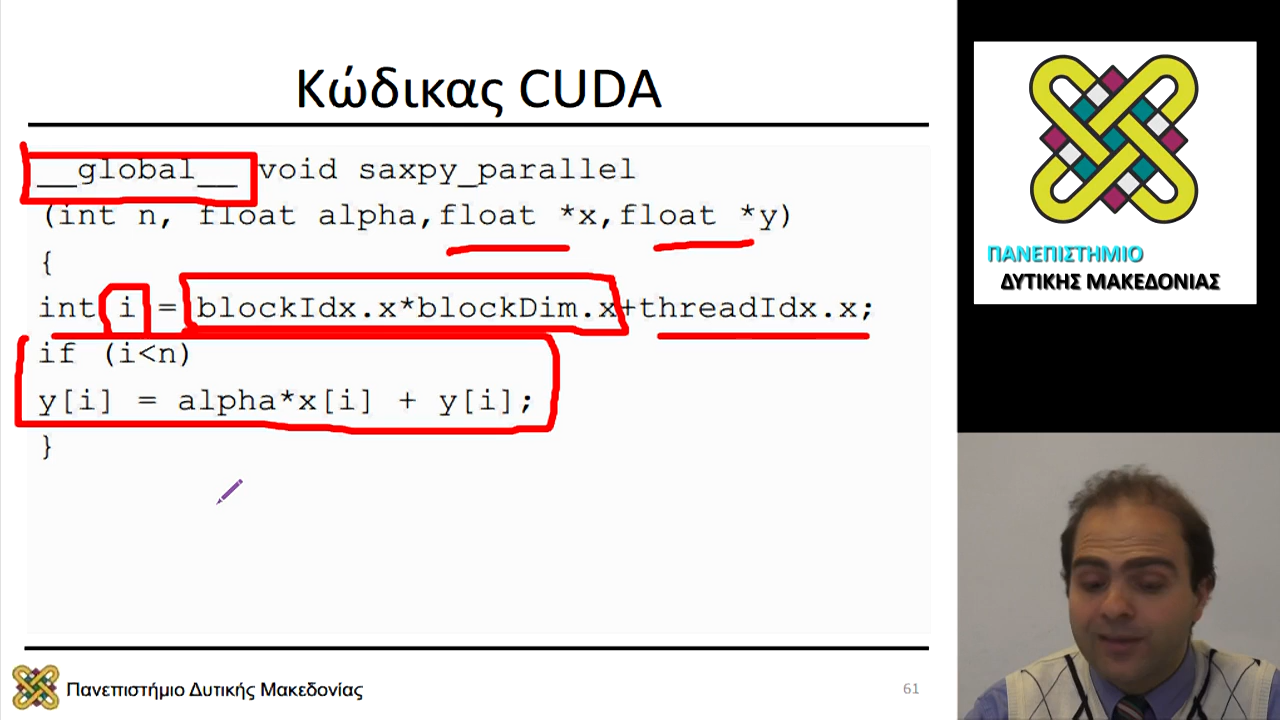 Κώδικας CUDA
__global__ void saxpy_parallel
(int n, float alpha,float *x,float *y)
{
int i = blockIdx.x*blockDim.x+threadIdx.x;
if (i<n)
y[i] = alpha*x[i] + y[i];
}
Πανεπιστήμιο Δυτικής Μακεδονίας
61
ΠΑΝΕΠΙΣΤΗΜΙΟ
ΔΥΤΙΚΗΣ ΜΑΚΕΔΟΝΙΑΣ